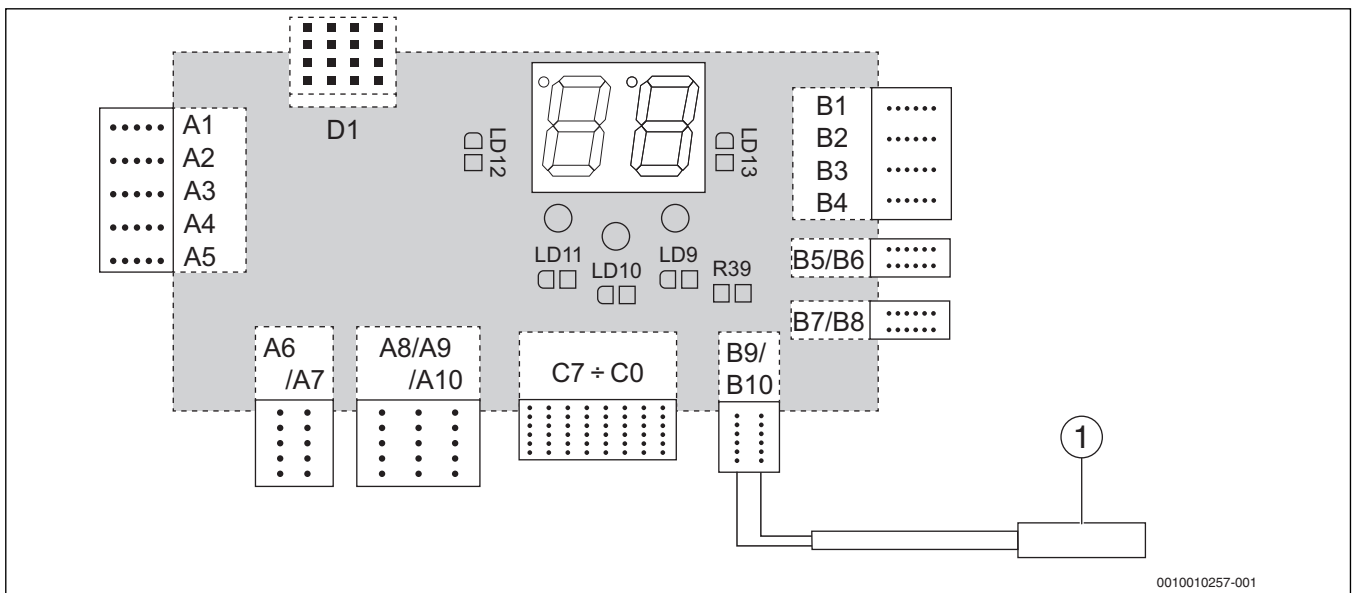 D1
A1
A2
A3
A4
A5
LD12
LD13
B1
B2
B3
B4
B5/B6
B7/B8
LD11
LD10
LD9
R39
A6
/A7
A8/A9
/A10
C7 ÷ C0
B9/
B10
1
0010010257-001